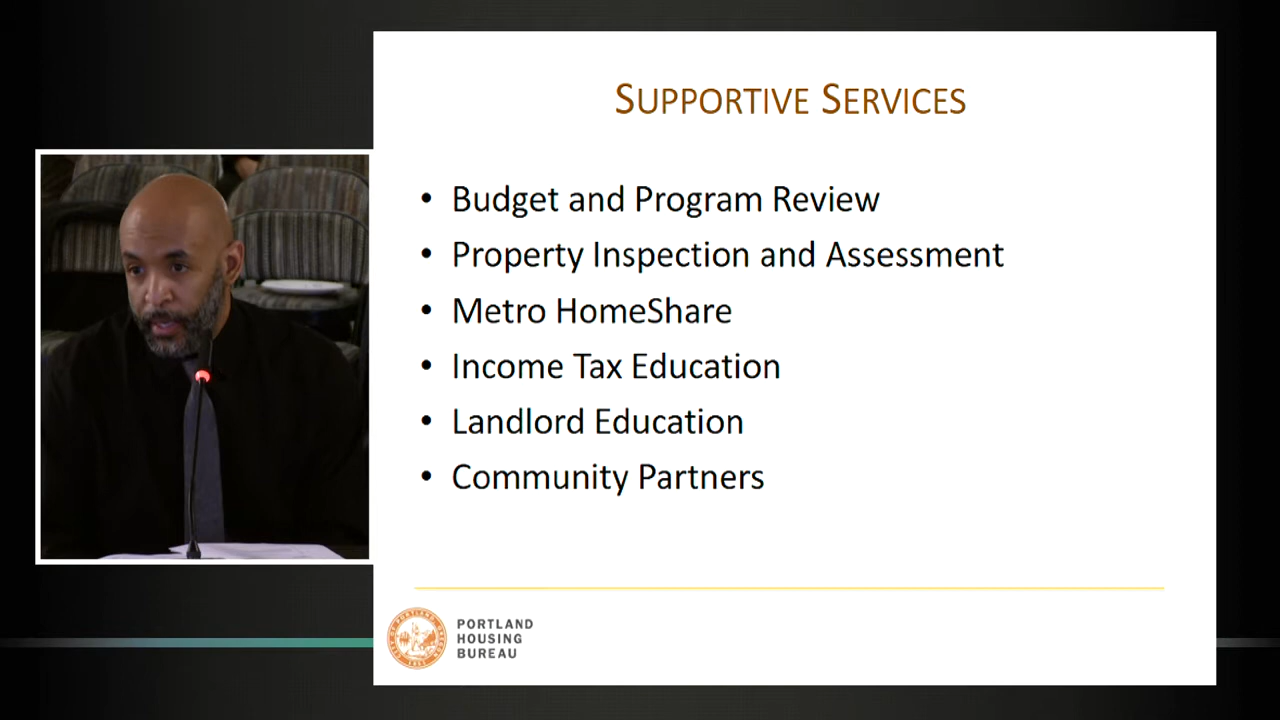 SUPPORTIVE SERVICES
• Budget and Program Review
• Property Inspection and Assessment
• Metro HomeShare
• Income Tax Education
• Landlord Education
• Community Partners
PORTLAND
HOUSING
BUREAU